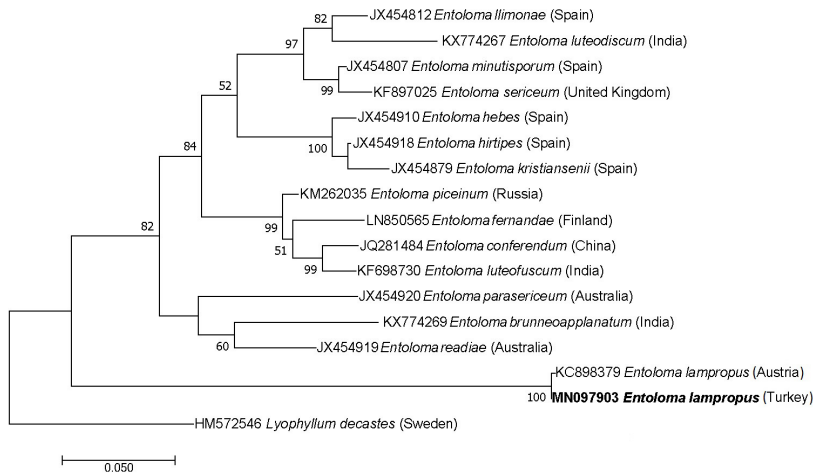 82
JX454812 Entoloma llimonae (Spain)
97
KX774267 Entoloma luteodiscum (India)
JX454807 Entoloma minutisporum (Spain)
52
99
KF897025 Entoloma sericeum (United Kingdom)
JX454910 Entoloma hebes (Spain)
84
100
JX454918 Entoloma hirtipes (Spain)
JX454879 Entoloma kristiansenii (Spain)
KM262035 Entoloma piceinum (Russia)
82
99
LN850565 Entoloma fernandae (Finland)
51
JQ281484 Entoloma conferendum (China)
99
KF698730 Entoloma luteofuscum (India)
JX454920 Entoloma parasericeum (Australia)
KX774269 Entoloma brunneoapplanatum (India)
60
JX454919 Entoloma readiae (Australia)
KC898379 Entoloma lampropus (Austria)
100
MN097903 Entoloma lampropus (Turkey)
HM572546 Lyophyllum decastes (Sweden)
0.050